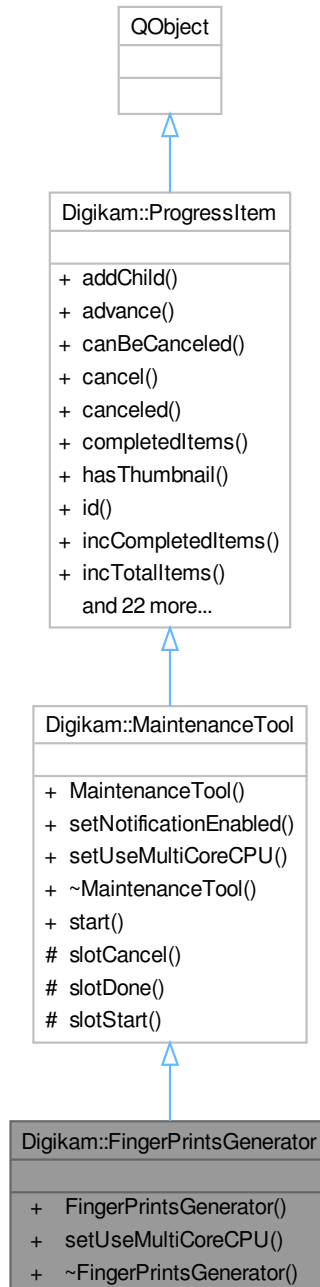 QObject
Digikam::ProgressItem
+ addChild()
+ advance()
+ canBeCanceled()
+ cancel()
+ canceled()
+ completedItems()
+ hasThumbnail()
+ id()
+ incCompletedItems()
+ incTotalItems()
and 22 more...
Digikam::MaintenanceTool
+ MaintenanceTool()
+ setNotificationEnabled()
+ setUseMultiCoreCPU()
+ ~MaintenanceTool()
+ start()
# slotCancel()
# slotDone()
# slotStart()
Digikam::FingerPrintsGenerator
+ FingerPrintsGenerator()
+ setUseMultiCoreCPU()
+ ~FingerPrintsGenerator()